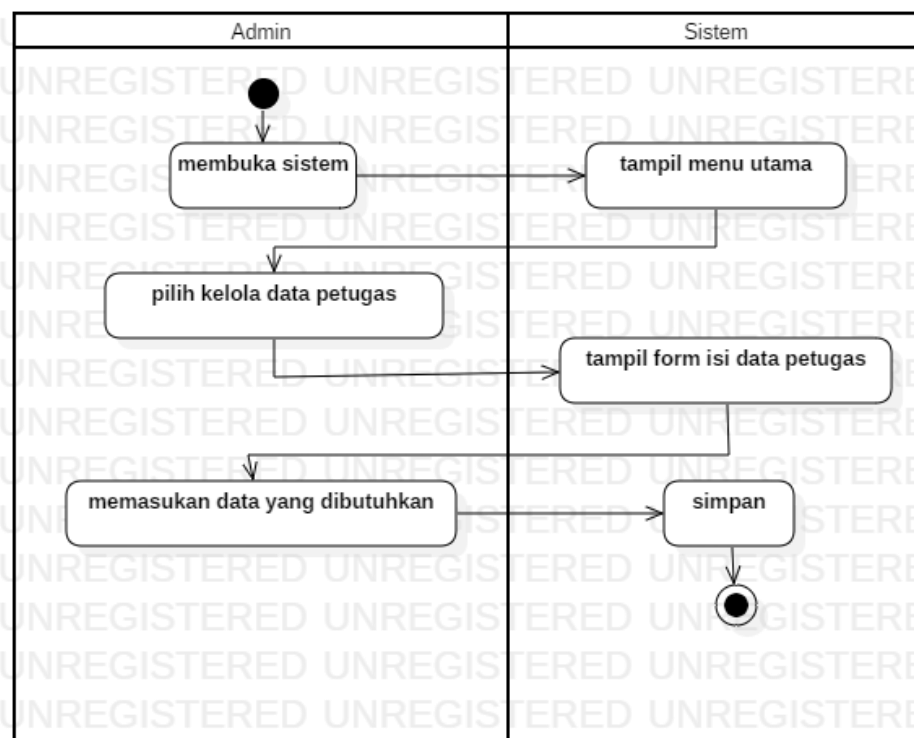 Admin
Sistem
membuka sistem
tampil menu utama
pilih kelola data petugas
tampil form isi data petugas
memasukan data yang dibutuhkan
simpan
UNREGISTERED UNREGISTERED UNREGISTERE